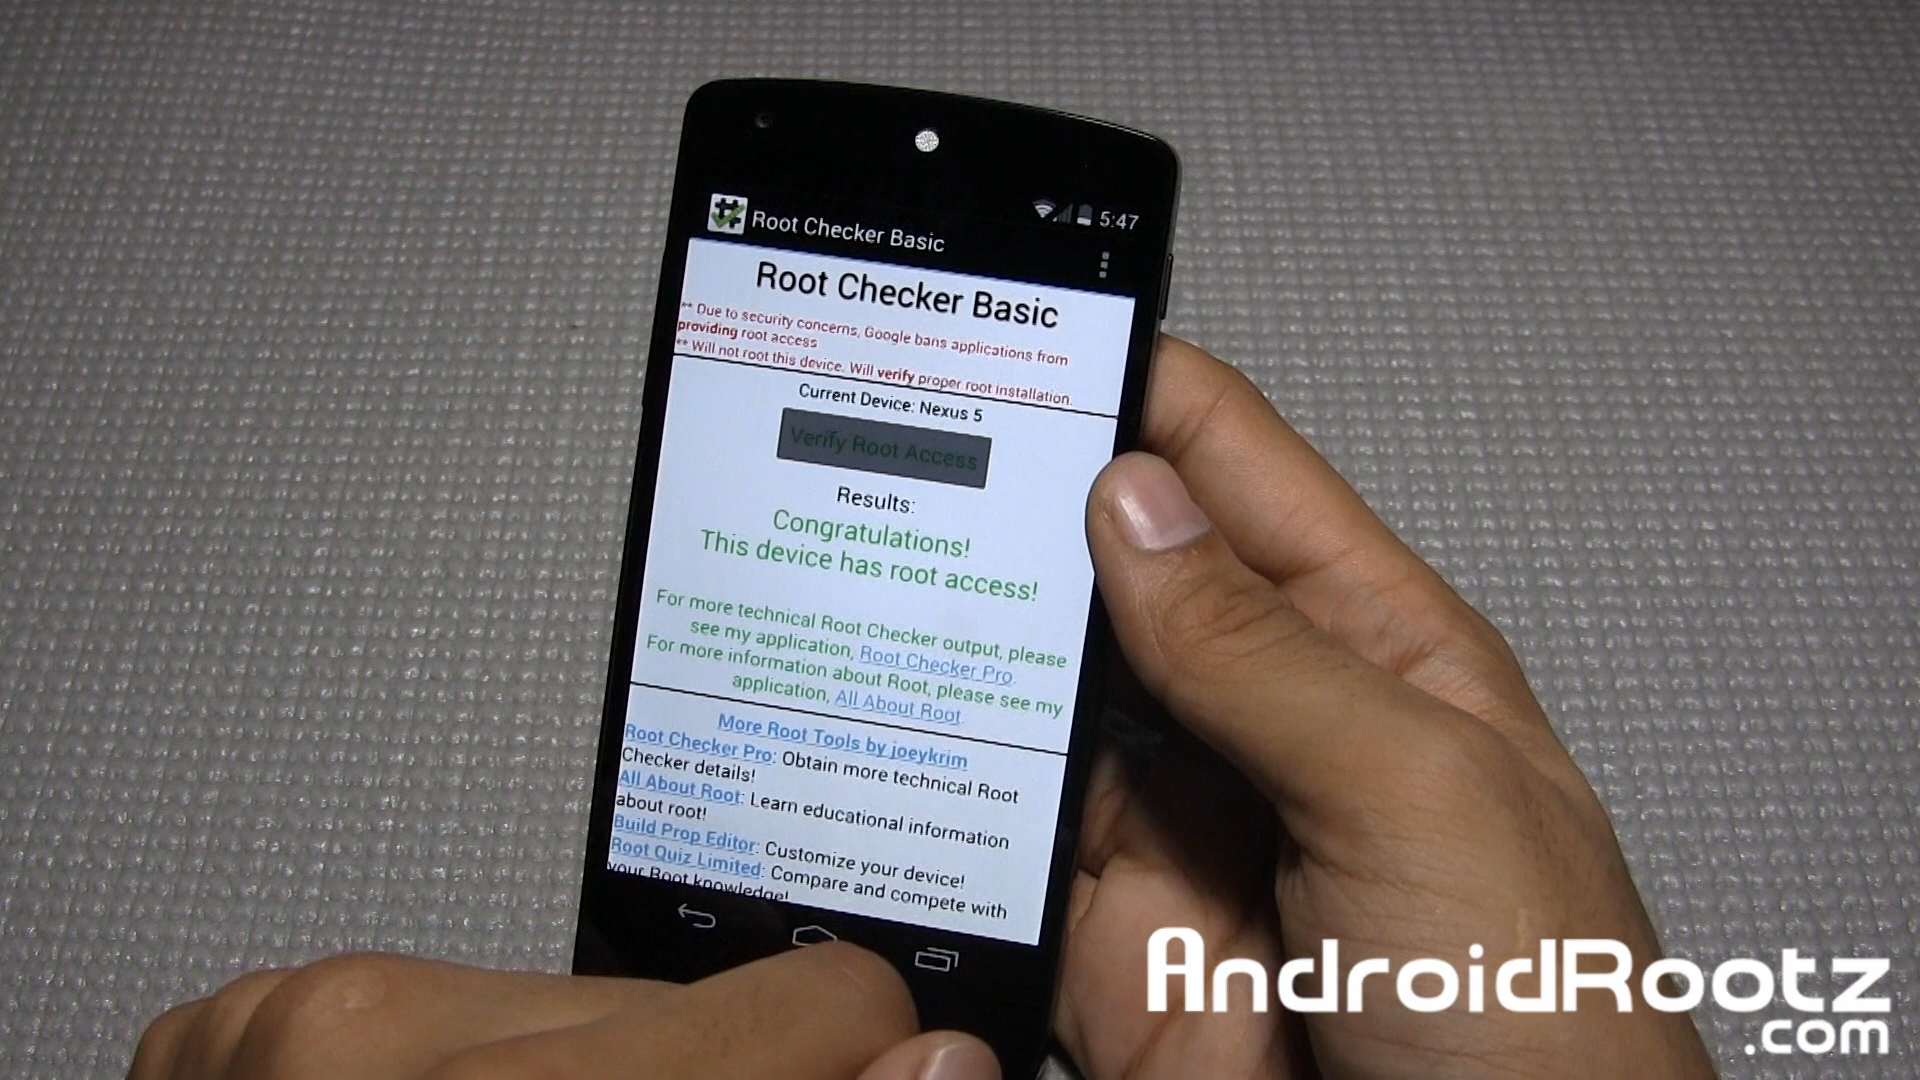 5:47
Root Checker Basic
Root Checker Basic
** Due to security concerns, Google bans applications from
providing root access
** Will not root this device. Will verify proper root installation.
Current Device: Nexus 5
Verify Root Access
Results:
Congratulations!
This device has root access!
For more technical Root Checker output, please
see my application, Root Checker Pro.
For more information about Root, please see my
application, All About Root.
More Root Tools by joeykrim
Root Checker Pro: Obtain more technical Root
Checker details!
All About Root: Learn educational information
about root!
Build Prop Editor: Customize your device!
Root Quiz Limited: Compare and compete with
your Root knowledge!
AndroidRootz
.com